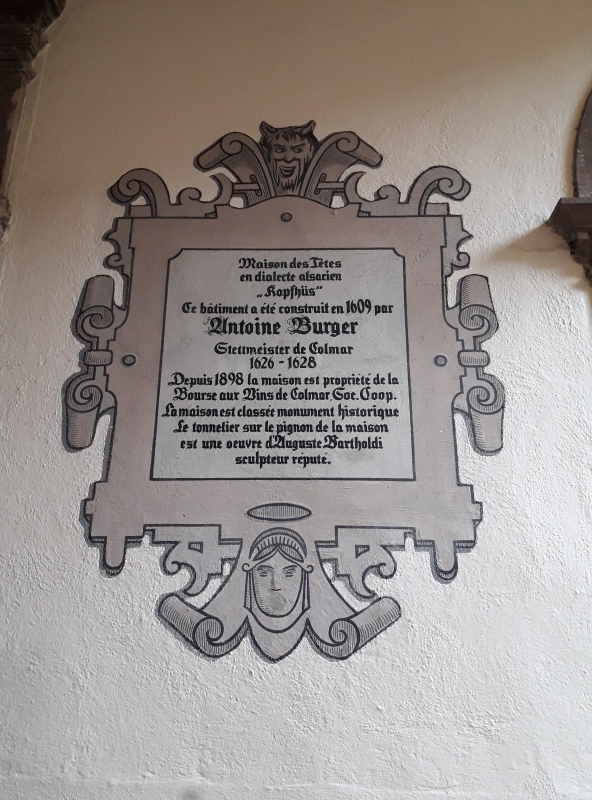 Maison des Têtes
en dialecte alsacien
„Kopfhüs"
Ce bâtiment a été construit en 1609 par
Antoine Burger
Stettmeister de Colmar
1626 - 1628
Depuis 1898 la maison est propriété de la
Bourse aux Vins de Colmar, Soc. Coop.
La maison est classée monument historique
Le tonnelier sur le pignon de la maison
est une oeuvre d'Auguste Bartholdi
sculpteur réputé.